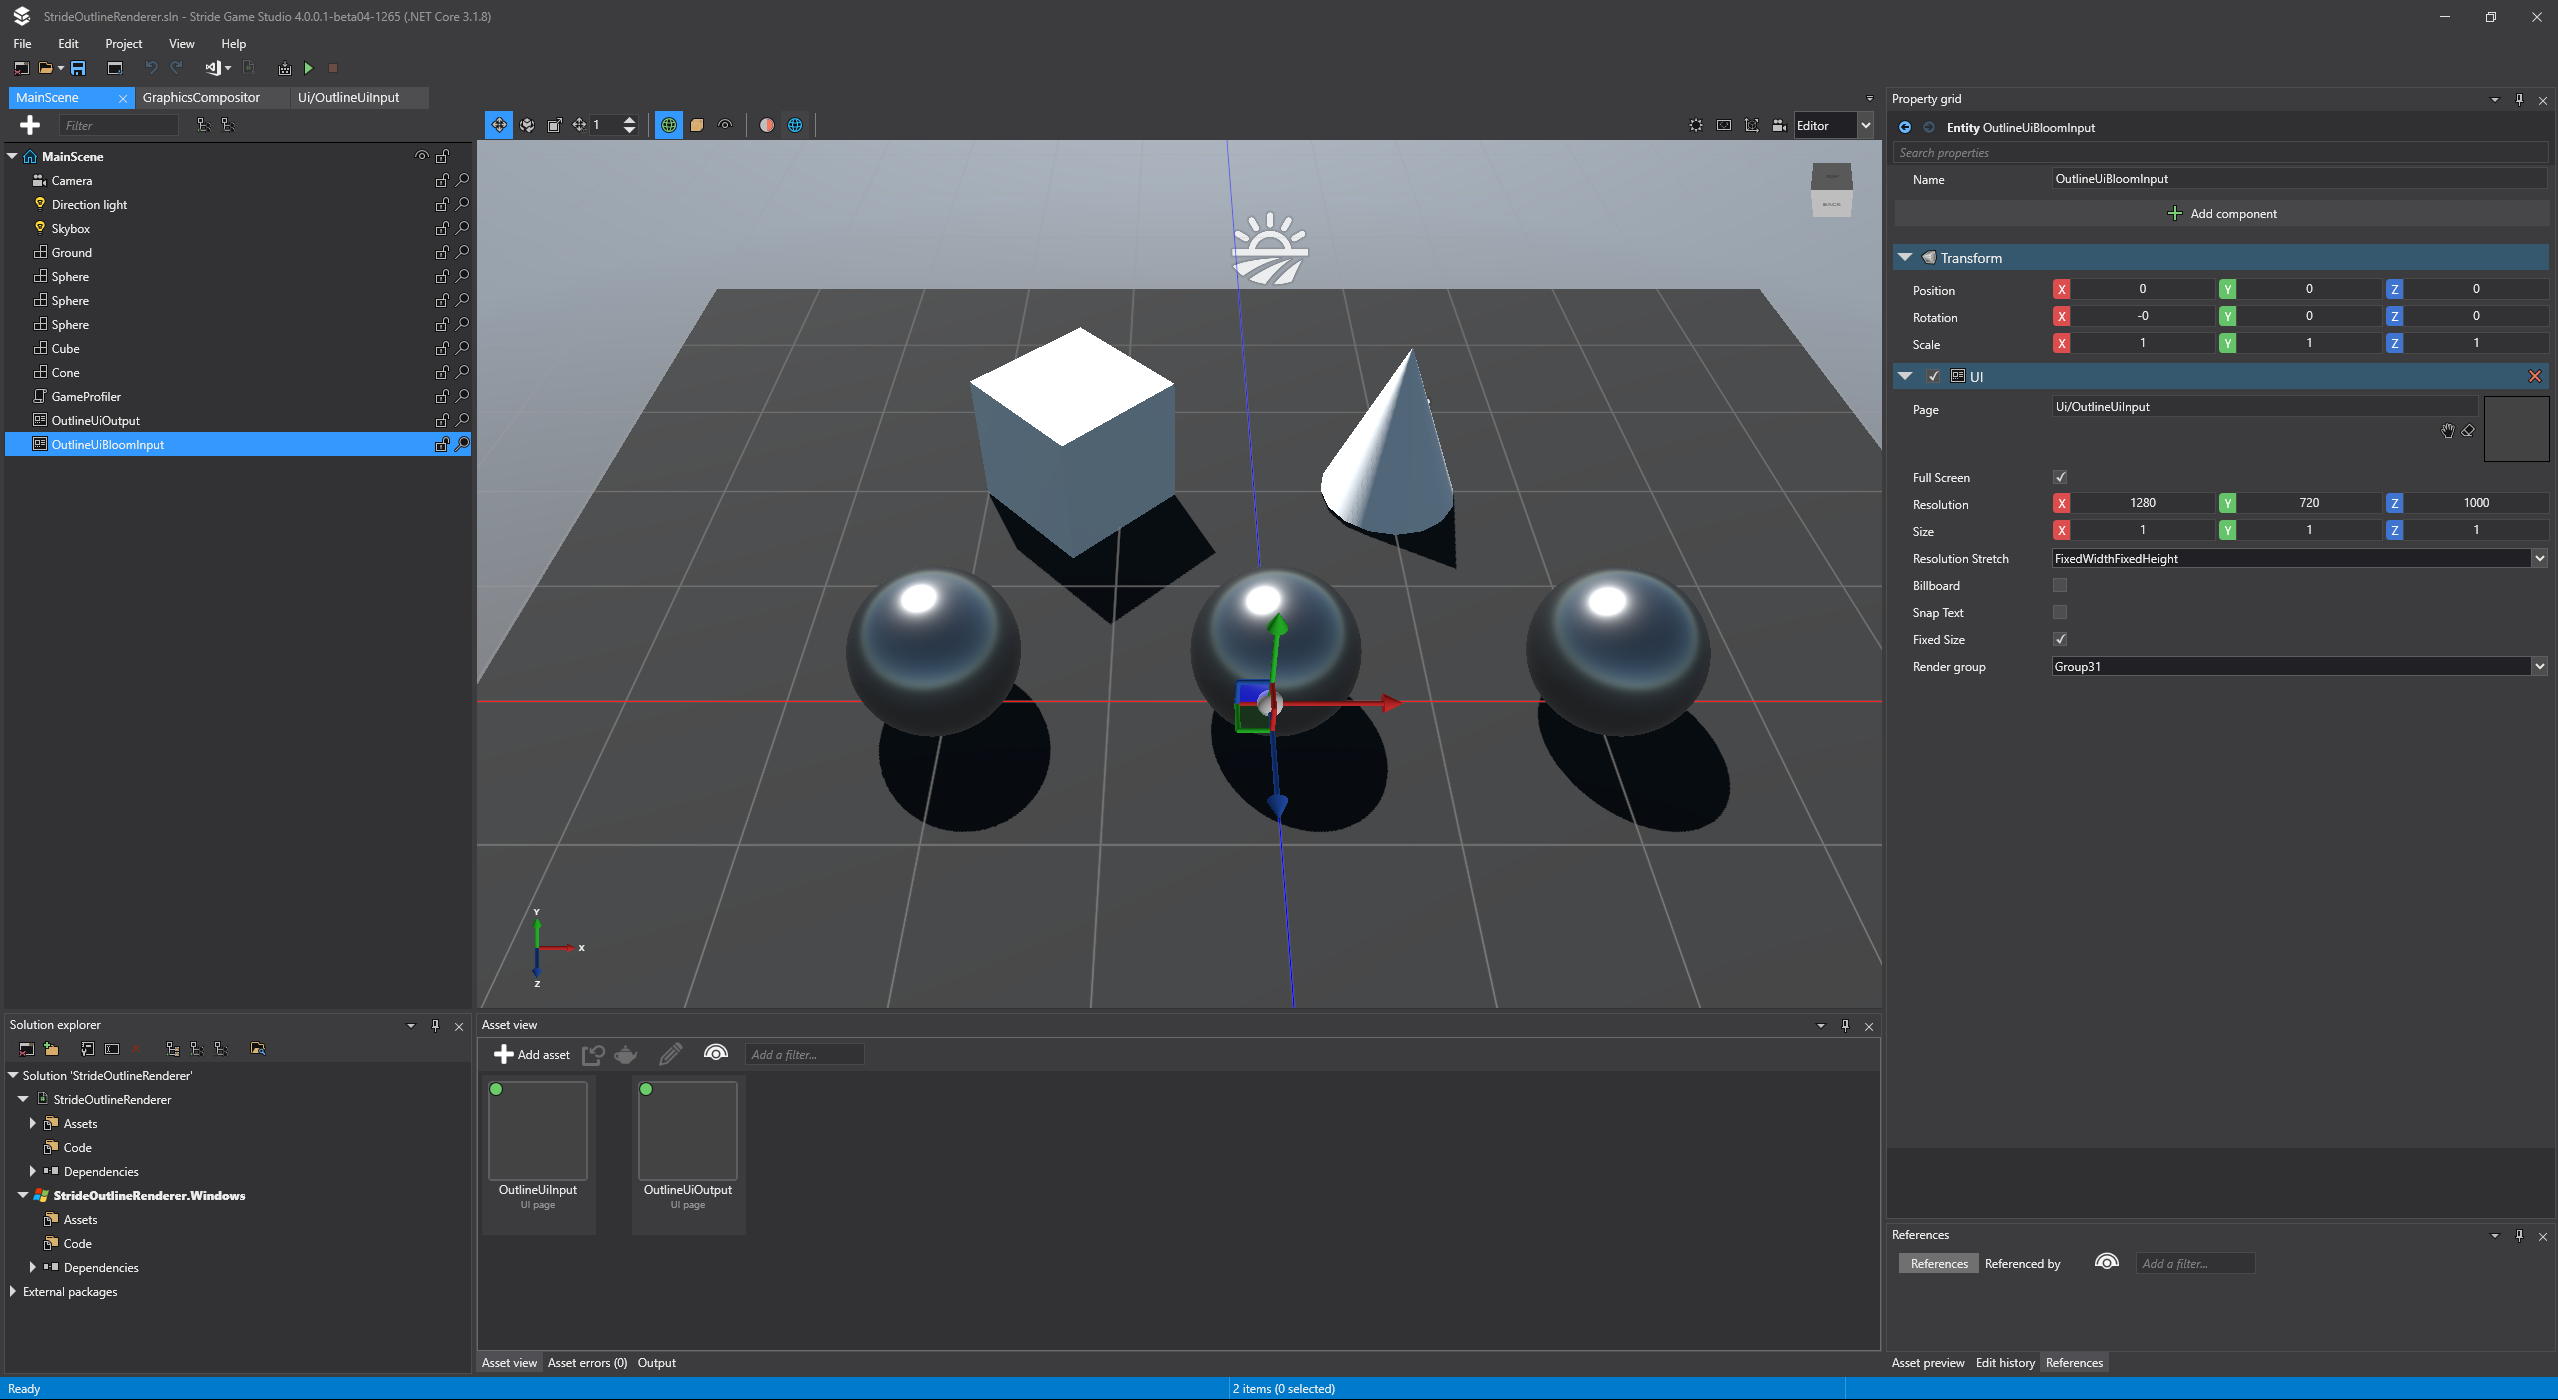 StrideOutlineRenderer.sln - Stride Game Studio 4.0.0.1-beta04-1265 (.NET Core 3.1.8)
File Edit Project View Help
MainScene GraphicsCompositor Ui/OutlineUiInput
Filter
MainScene
Camera
Direction light
Skybox
Ground
Sphere
Sphere
Sphere
Cube
Cone
GameProfiler
OutlineUiOutput
OutlineUiBloomInput
1
Editor
BACK
Y
X
Z
Property grid
Entity OutlineUiBloomInput
Search properties
Name OutlineUiBloomInput
Add component
Transform
Position X 0 Y 0 Z 0
Rotation X -0 Y 0 Z 0
Scale X 1 Y 1 Z 1
UI
Page Ui/OutlineUiInput
Full Screen
Resolution X 1280 Y 720 Z 1000
Size X 1 Y 1 Z 1
Resolution Stretch FixedWidthFixedHeight
Billboard
Snap Text
Fixed Size
Render group Group31
Solution explorer
Solution 'StrideOutlineRenderer'
StrideOutlineRenderer
Assets
Code
Dependencies
StrideOutlineRenderer.Windows
Assets
Code
Dependencies
External packages
Asset view
Add asset Add a filter...
OutlineUiInput
UI page
OutlineUiOutput
UI page
Asset view Asset errors (0) Output
References
References Referenced by Add a filter...
Asset preview Edit history References
Ready
2 items (0 selected)